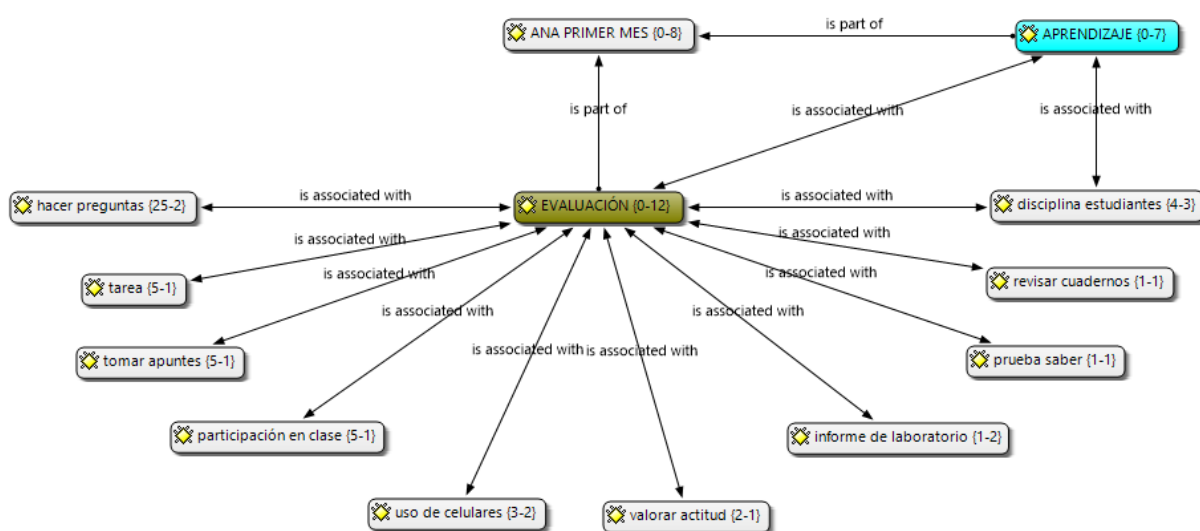 ANA PRIMER MES {0-8}
is part of
APRENDIZAJE {0-7}
is part of
is associated with
is associated with
hacer preguntas {25-2}
is associated with
EVALUACIÓN {0-12}
is associated with
disciplina estudiantes {4-3}
is associated with
is associated with
tarea {5-1}
is associated with
is associated with
revisar cuadernos {1-1}
tomar apuntes {5-1}
is associated with
is associated with
is associated with
is associated with
prueba saber {1-1}
participación en clase {5-1}
informe de laboratorio {1-2}
uso de celulares {3-2}
valorar actitud {2-1}